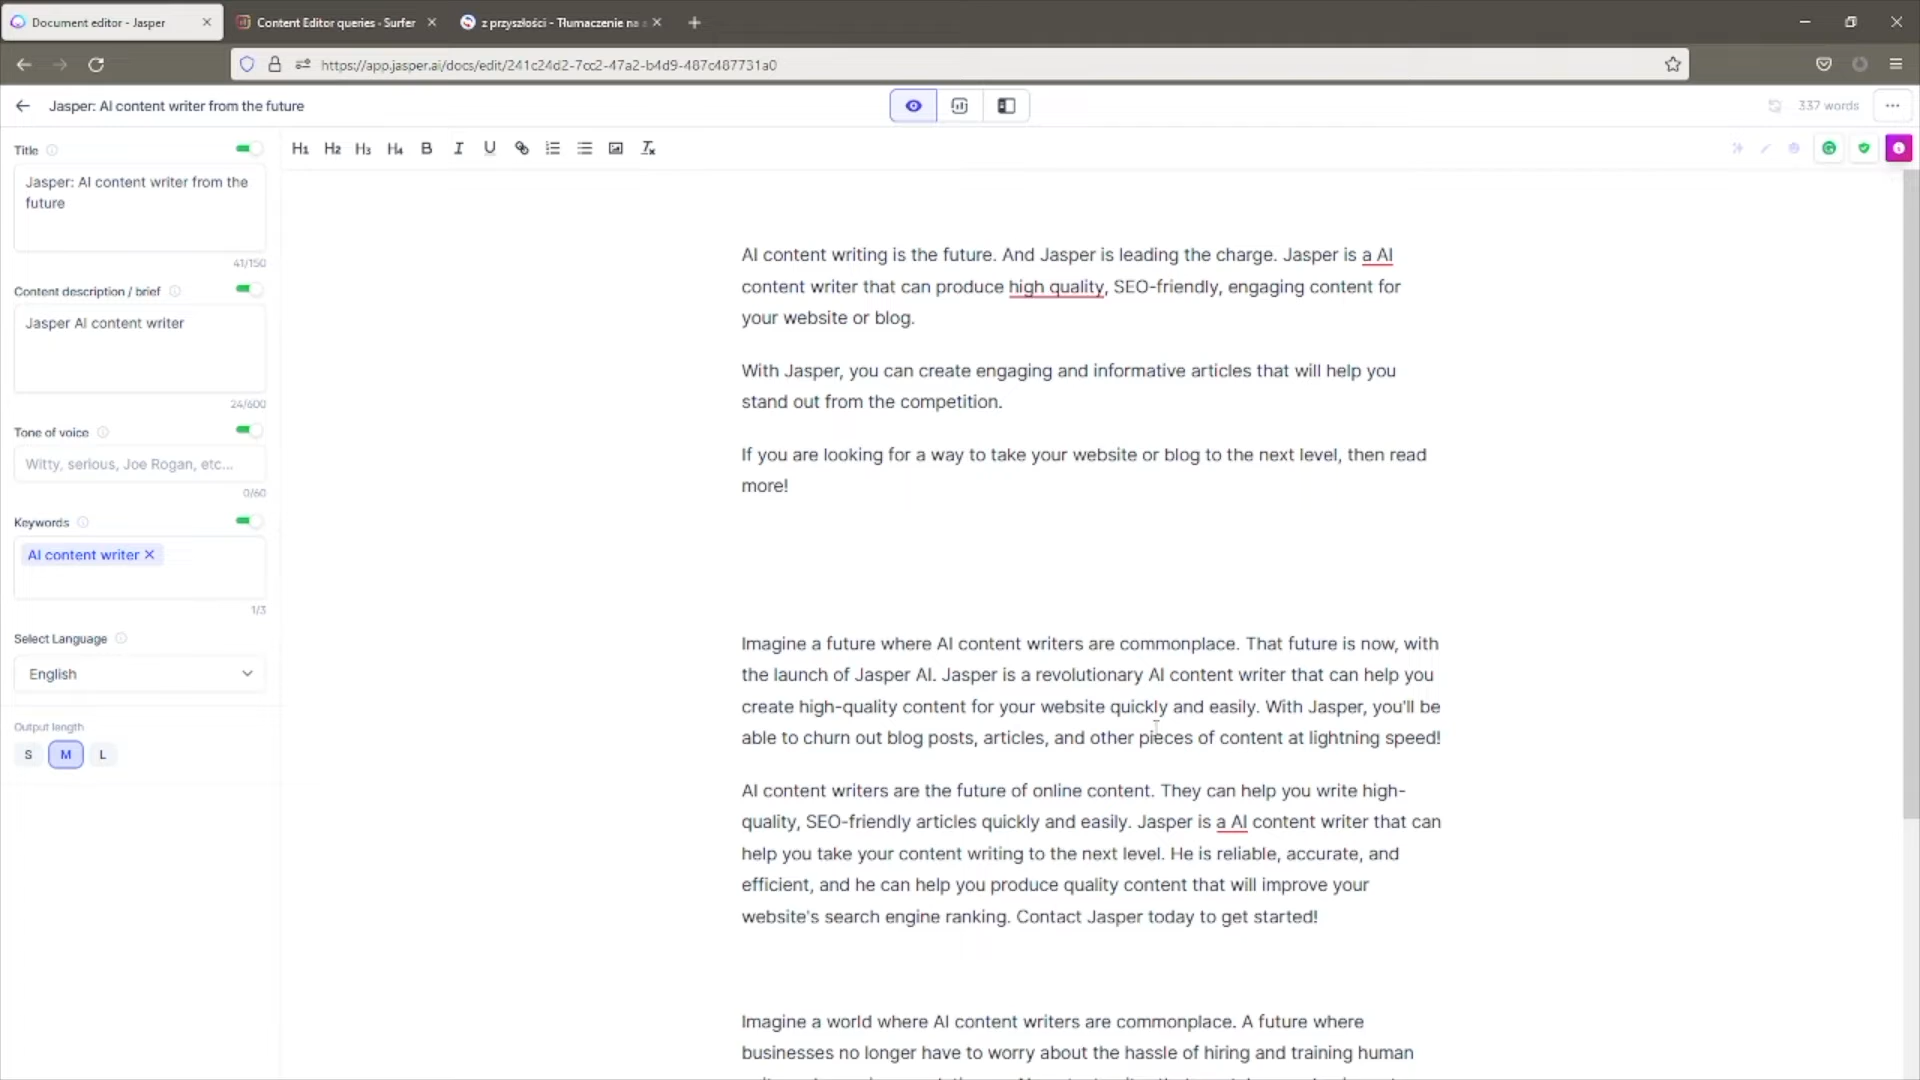 Document editor - Jasper
Content Editor queries - Surfer
z przyszłości - Tłumaczenie na
https://app.jasper.ai/docs/edit/241c24d2-7cc2-47a2-b4d9-487c487731a0
Jasper: AI content writer from the future
337 words
Title
H1 H2 H3 H4 B I U
Jasper: AI content writer from the
future
41/150
Content description / brief
Jasper AI content writer
24/600
Tone of voice
Witty, serious, Joe Rogan, etc...
0/60
Keywords
AI content writer
1/3
Select Language
English
Output length
S M L
AI content writing is the future. And Jasper is leading the charge. Jasper is a AI
content writer that can produce high quality, SEO-friendly, engaging content for
your website or blog.
With Jasper, you can create engaging and informative articles that will help you
stand out from the competition.
If you are looking for a way to take your website or blog to the next level, then read
more!
Imagine a future where AI content writers are commonplace. That future is now, with
the launch of Jasper AI. Jasper is a revolutionary AI content writer that can help you
create high-quality content for your website quickly and easily. With Jasper, you'll be
able to churn out blog posts, articles, and other pieces of content at lightning speed!
AI content writers are the future of online content. They can help you write high-
quality, SEO-friendly articles quickly and easily. Jasper is a AI content writer that can
help you take your content writing to the next level. He is reliable, accurate, and
efficient, and he can help you produce quality content that will improve your
website's search engine ranking. Contact Jasper today to get started!
Imagine a world where AI content writers are commonplace. A future where
businesses no longer have to worry about the hassle of hiring and training human